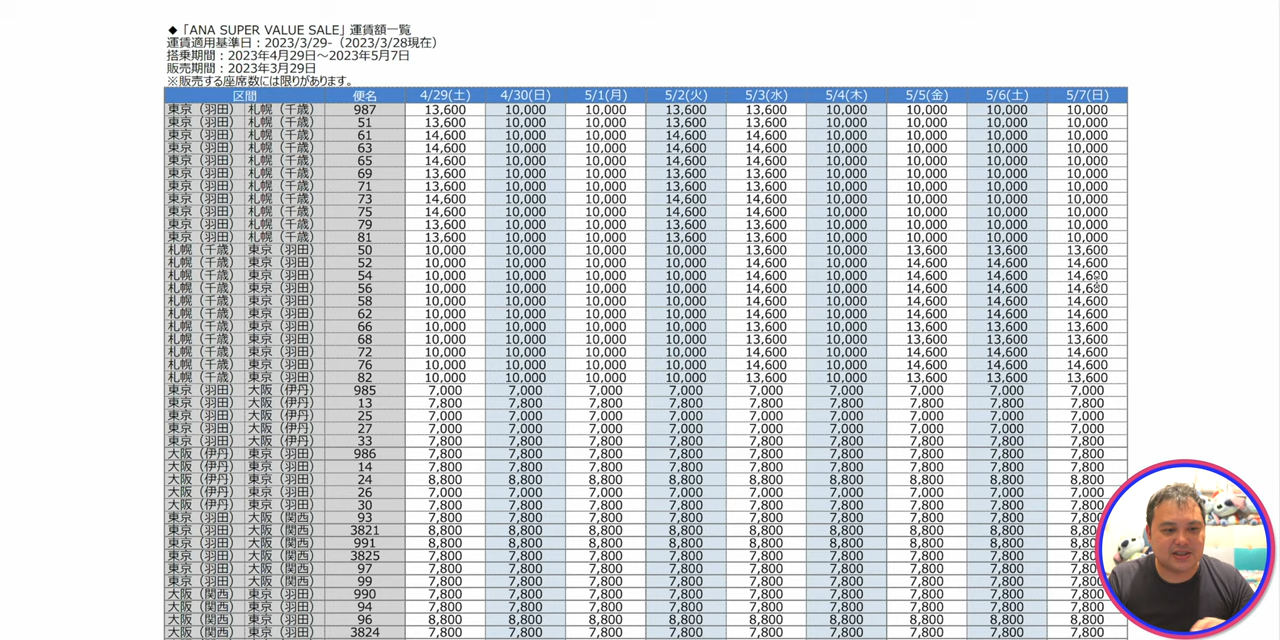 ◆「ANA SUPER VALUE SALE」運賃額一覧
運賃適用基準日：2023/3/29-（2023/3/28現在）
搭乗期間：2023年4月29日～2023年5月7日
販売期間：2023年3月29日
※販売する座席数には限りがあります。
区間 便名 4/29(土) 4/30(日) 5/1(月) 5/2(火) 5/3(水) 5/4(木) 5/5(金) 5/6(土) 5/7(日)
東京（羽田） 札幌（千歳） 987 13,600 10,000 10,000 13,600 13,600 10,000 10,000 10,000 10,000
東京（羽田） 札幌（千歳） 51 13,600 10,000 10,000 13,600 13,600 10,000 10,000 10,000 10,000
東京（羽田） 札幌（千歳） 61 14,600 10,000 10,000 14,600 14,600 10,000 10,000 10,000 10,000
東京（羽田） 札幌（千歳） 63 14,600 10,000 10,000 14,600 14,600 10,000 10,000 10,000 10,000
東京（羽田） 札幌（千歳） 65 14,600 10,000 10,000 14,600 14,600 10,000 10,000 10,000 10,000
東京（羽田） 札幌（千歳） 69 13,600 10,000 10,000 13,600 13,600 10,000 10,000 10,000 10,000
東京（羽田） 札幌（千歳） 71 13,600 10,000 10,000 13,600 13,600 10,000 10,000 10,000 10,000
東京（羽田） 札幌（千歳） 73 14,600 10,000 10,000 14,600 14,600 10,000 10,000 10,000 10,000
東京（羽田） 札幌（千歳） 75 14,600 10,000 10,000 14,600 14,600 10,000 10,000 10,000 10,000
東京（羽田） 札幌（千歳） 79 13,600 10,000 10,000 13,600 13,600 10,000 10,000 10,000 10,000
東京（羽田） 札幌（千歳） 81 13,600 10,000 10,000 13,600 13,600 10,000 10,000 10,000 10,000
札幌（千歳） 東京（羽田） 50 10,000 10,000 10,000 10,000 13,600 10,000 13,600 13,600 13,600
札幌（千歳） 東京（羽田） 52 10,000 10,000 10,000 10,000 14,600 10,000 14,600 14,600 14,600
札幌（千歳） 東京（羽田） 54 10,000 10,000 10,000 10,000 14,600 10,000 14,600 14,600 14,600
札幌（千歳） 東京（羽田） 56 10,000 10,000 10,000 10,000 14,600 10,000 14,600 14,600 14,600
札幌（千歳） 東京（羽田） 58 10,000 10,000 10,000 10,000 14,600 10,000 14,600 14,600 14,600
札幌（千歳） 東京（羽田） 62 10,000 10,000 10,000 10,000 14,600 10,000 14,600 14,600 14,600
札幌（千歳） 東京（羽田） 66 10,000 10,000 10,000 10,000 13,600 10,000 13,600 13,600 13,600
札幌（千歳） 東京（羽田） 68 10,000 10,000 10,000 10,000 13,600 10,000 13,600 13,600 13,600
札幌（千歳） 東京（羽田） 72 10,000 10,000 10,000 10,000 14,600 10,000 14,600 14,600 14,600
札幌（千歳） 東京（羽田） 76 10,000 10,000 10,000 10,000 14,600 10,000 14,600 14,600 14,600
札幌（千歳） 東京（羽田） 82 10,000 10,000 10,000 10,000 13,600 10,000 13,600 13,600 13,600
東京（羽田） 大阪（伊丹） 985 7,000 7,000 7,000 7,000 7,000 7,000 7,000 7,000 7,000
東京（羽田） 大阪（伊丹） 13 7,800 7,800 7,800 7,800 7,800 7,800 7,800 7,800 7,800
東京（羽田） 大阪（伊丹） 25 7,000 7,000 7,000 7,000 7,000 7,000 7,000 7,000 7,000
東京（羽田） 大阪（伊丹） 27 7,000 7,000 7,000 7,000 7,000 7,000 7,000 7,000 7,000
東京（羽田） 大阪（伊丹） 33 7,800 7,800 7,800 7,800 7,800 7,800 7,800 7,800 7,800
大阪（伊丹） 東京（羽田） 986 7,800 7,800 7,800 7,800 7,800 7,800 7,800 7,800 7,800
大阪（伊丹） 東京（羽田） 14 7,800 7,800 7,800 7,800 7,800 7,800 7,800 7,800 7,800
大阪（伊丹） 東京（羽田） 24 8,800 8,800 8,800 8,800 8,800 8,800 8,800 8,800 8,800
大阪（伊丹） 東京（羽田） 26 7,000 7,000 7,000 7,000 7,000 7,000 7,000 7,000 7,000
大阪（伊丹） 東京（羽田） 30 7,800 7,800 7,800 7,800 7,800 7,800 7,800 7,800
東京（羽田） 大阪（関西） 93 7,800 7,800 7,800 7,800 7,800 7,800 7,800 7,800
東京（羽田） 大阪（関西） 3821 8,800 8,800 8,800 8,800 8,800 8,800 8,800 8,800
東京（羽田） 大阪（関西） 991 8,800 8,800 8,800 8,800 8,800 8,800 8,800 8,800
東京（羽田） 大阪（関西） 3825 7,800 7,800 7,800 7,800 7,800 7,800 7,800 7,800
東京（羽田） 大阪（関西） 97 7,800 7,800 7,800 7,800 7,800 7,800 7,800 7,800
東京（羽田） 大阪（関西） 99 7,800 7,800 7,800 7,800 7,800 7,800 7,800 7,800
大阪（関西） 東京（羽田） 990 7,800 7,800 7,800 7,800 7,800 7,800 7,800 7,800
大阪（関西） 東京（羽田） 94 7,800 7,800 7,800 7,800 7,800 7,800 7,800 7,800
大阪（関西） 東京（羽田） 96 8,800 8,800 8,800 8,800 8,800 8,800 8,800 8,800
大阪（関西） 東京（羽田） 3824 7,800 7,800 7,800 7,800 7,800 7,800 7,800 7,800